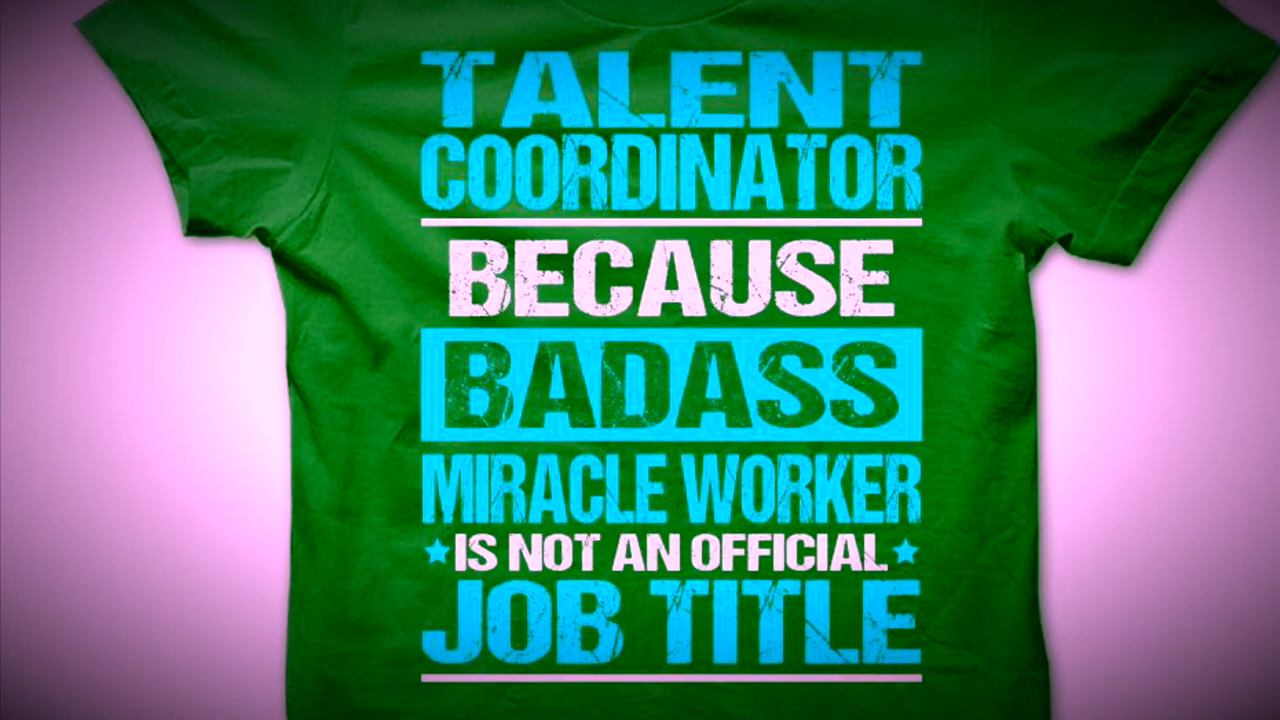 TALENT
COORDINATOR
BECAUSE
BADASS
MIRACLE WORKER
IS NOT AN OFFICIAL
JOB TITLE